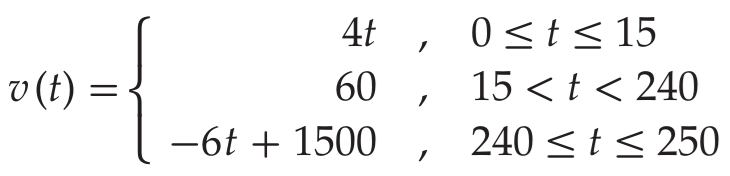 4t , 0 ≤ t ≤ 15
v(t) = { 60 , 15 < t < 240
−6t + 1500 , 240 ≤ t ≤ 250